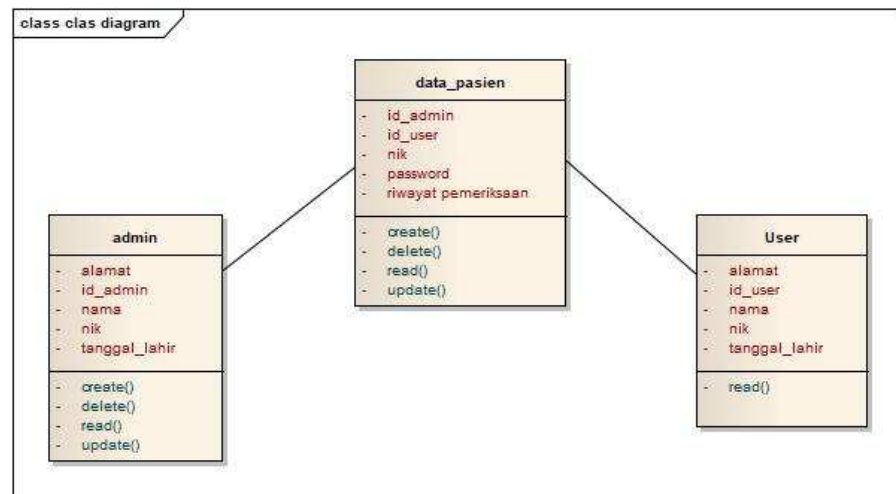 class clas diagram
data_pasien
- id_admin
- id_user
- nik
- password
- riwayat pemeriksaan
- create()
- delete()
- read()
- update()
admin
- alamat
- id_admin
- nama
- nik
- tanggal_lahir
- create()
- delete()
- read()
- update()
User
- alamat
- id_user
- nama
- nik
- tanggal_lahir
- read()